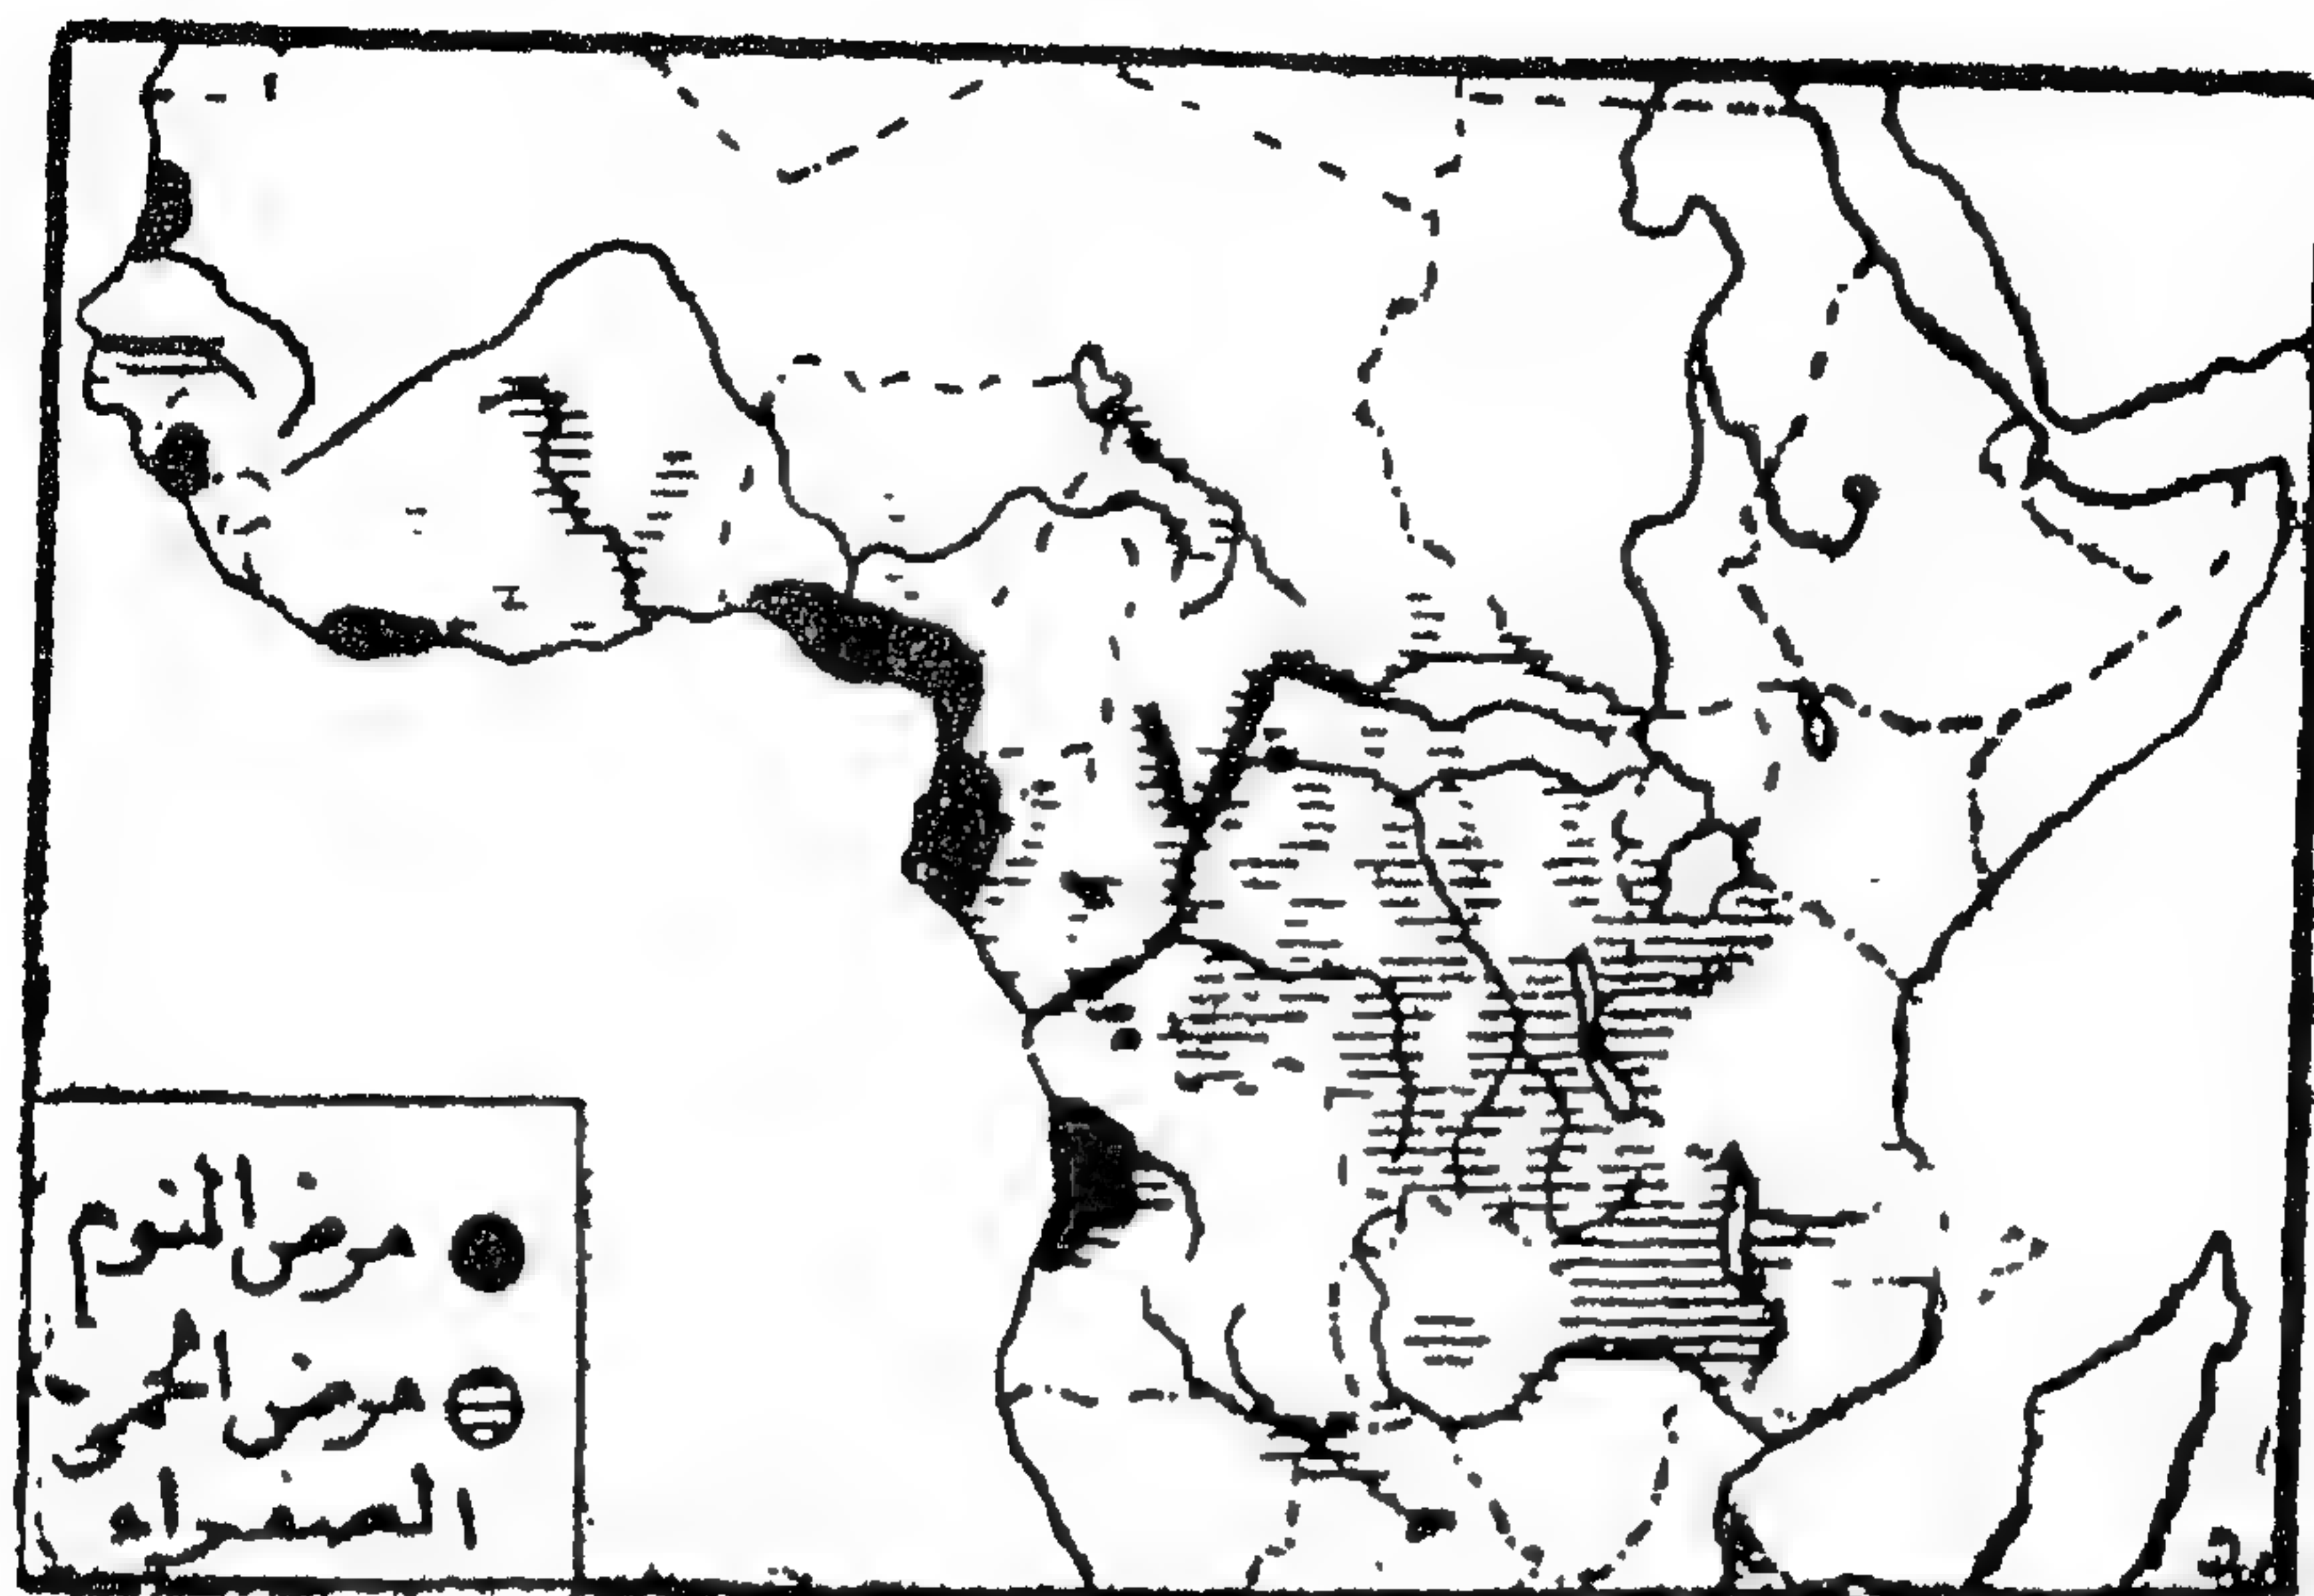 مرض النوم
مرض الحمى
الصفراء